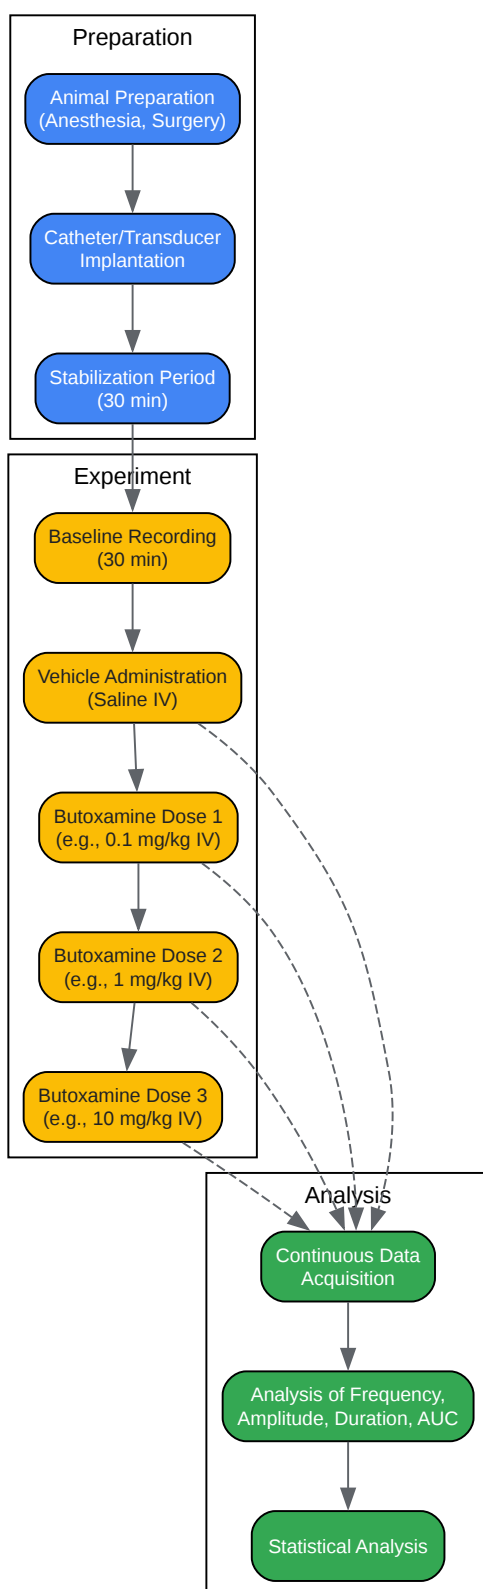 Preparation
Animal Preparation
(Anesthesia, Surgery)
Catheter/Transducer
Implantation
Stabilization Period
(30 min)
Experiment
Baseline Recording
(30 min)
Vehicle Administration
(Saline IV)
Butoxamine Dose 1
(e.g., 0.1 mg/kg IV)
Butoxamine Dose 2
(e.g., 1 mg/kg IV)
Butoxamine Dose 3
(e.g., 10 mg/kg IV)
Analysis
Continuous Data
Acquisition
Analysis of Frequency,
Amplitude, Duration, AUC
Statistical Analysis